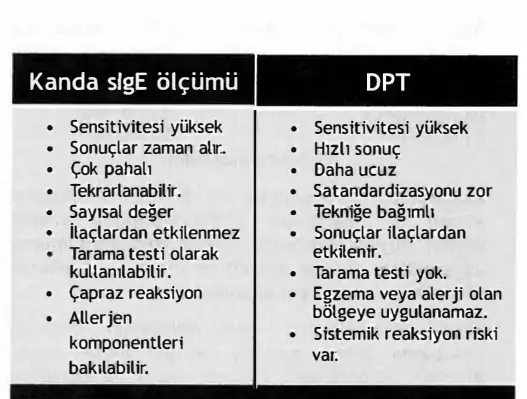 Kanda sIgE ölçümü
• Sensitivitesi yüksek
• Sonuçlar zaman alır.
• Çok pahalı
• Tekrarlanabilir.
• Sayısal değer
• İlaçlardan etkilenmez
• Tarama testi olarak
kullanılabilir.
• Çapraz reaksiyon
• Allerjen
komponentleri
bakılabilir.
DPT
• Sensitivitesi yüksek
• Hızlı sonuç
• Daha ucuz
• Satandardizasyonu zor
• Tekniğe bağımlı
• Sonuçlar ilaçlardan
etkilenir.
• Tarama testi yok.
• Egzema veya alerji olan
bölgeye uygulanamaz.
• Sistemik reaksiyon riski
var.